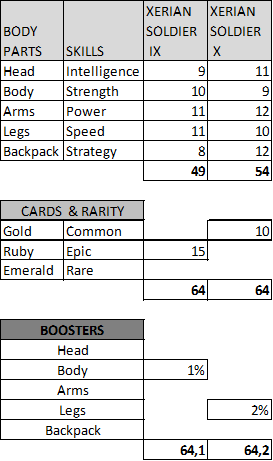 BODY PARTS SKILLS XERIAN SOLDIER IX XERIAN SOLDIER X
Head Intelligence 9 11
Body Strength 10 9
Arms Power 11 12
Legs Speed 11 10
Backpack Strategy 8 12
49 54
CARDS & RARITY
Gold Common 10
Ruby Epic 15
Emerald Rare
64 64
BOOSTERS
Head
Body 1%
Arms
Legs 2%
Backpack
64,1 64,2